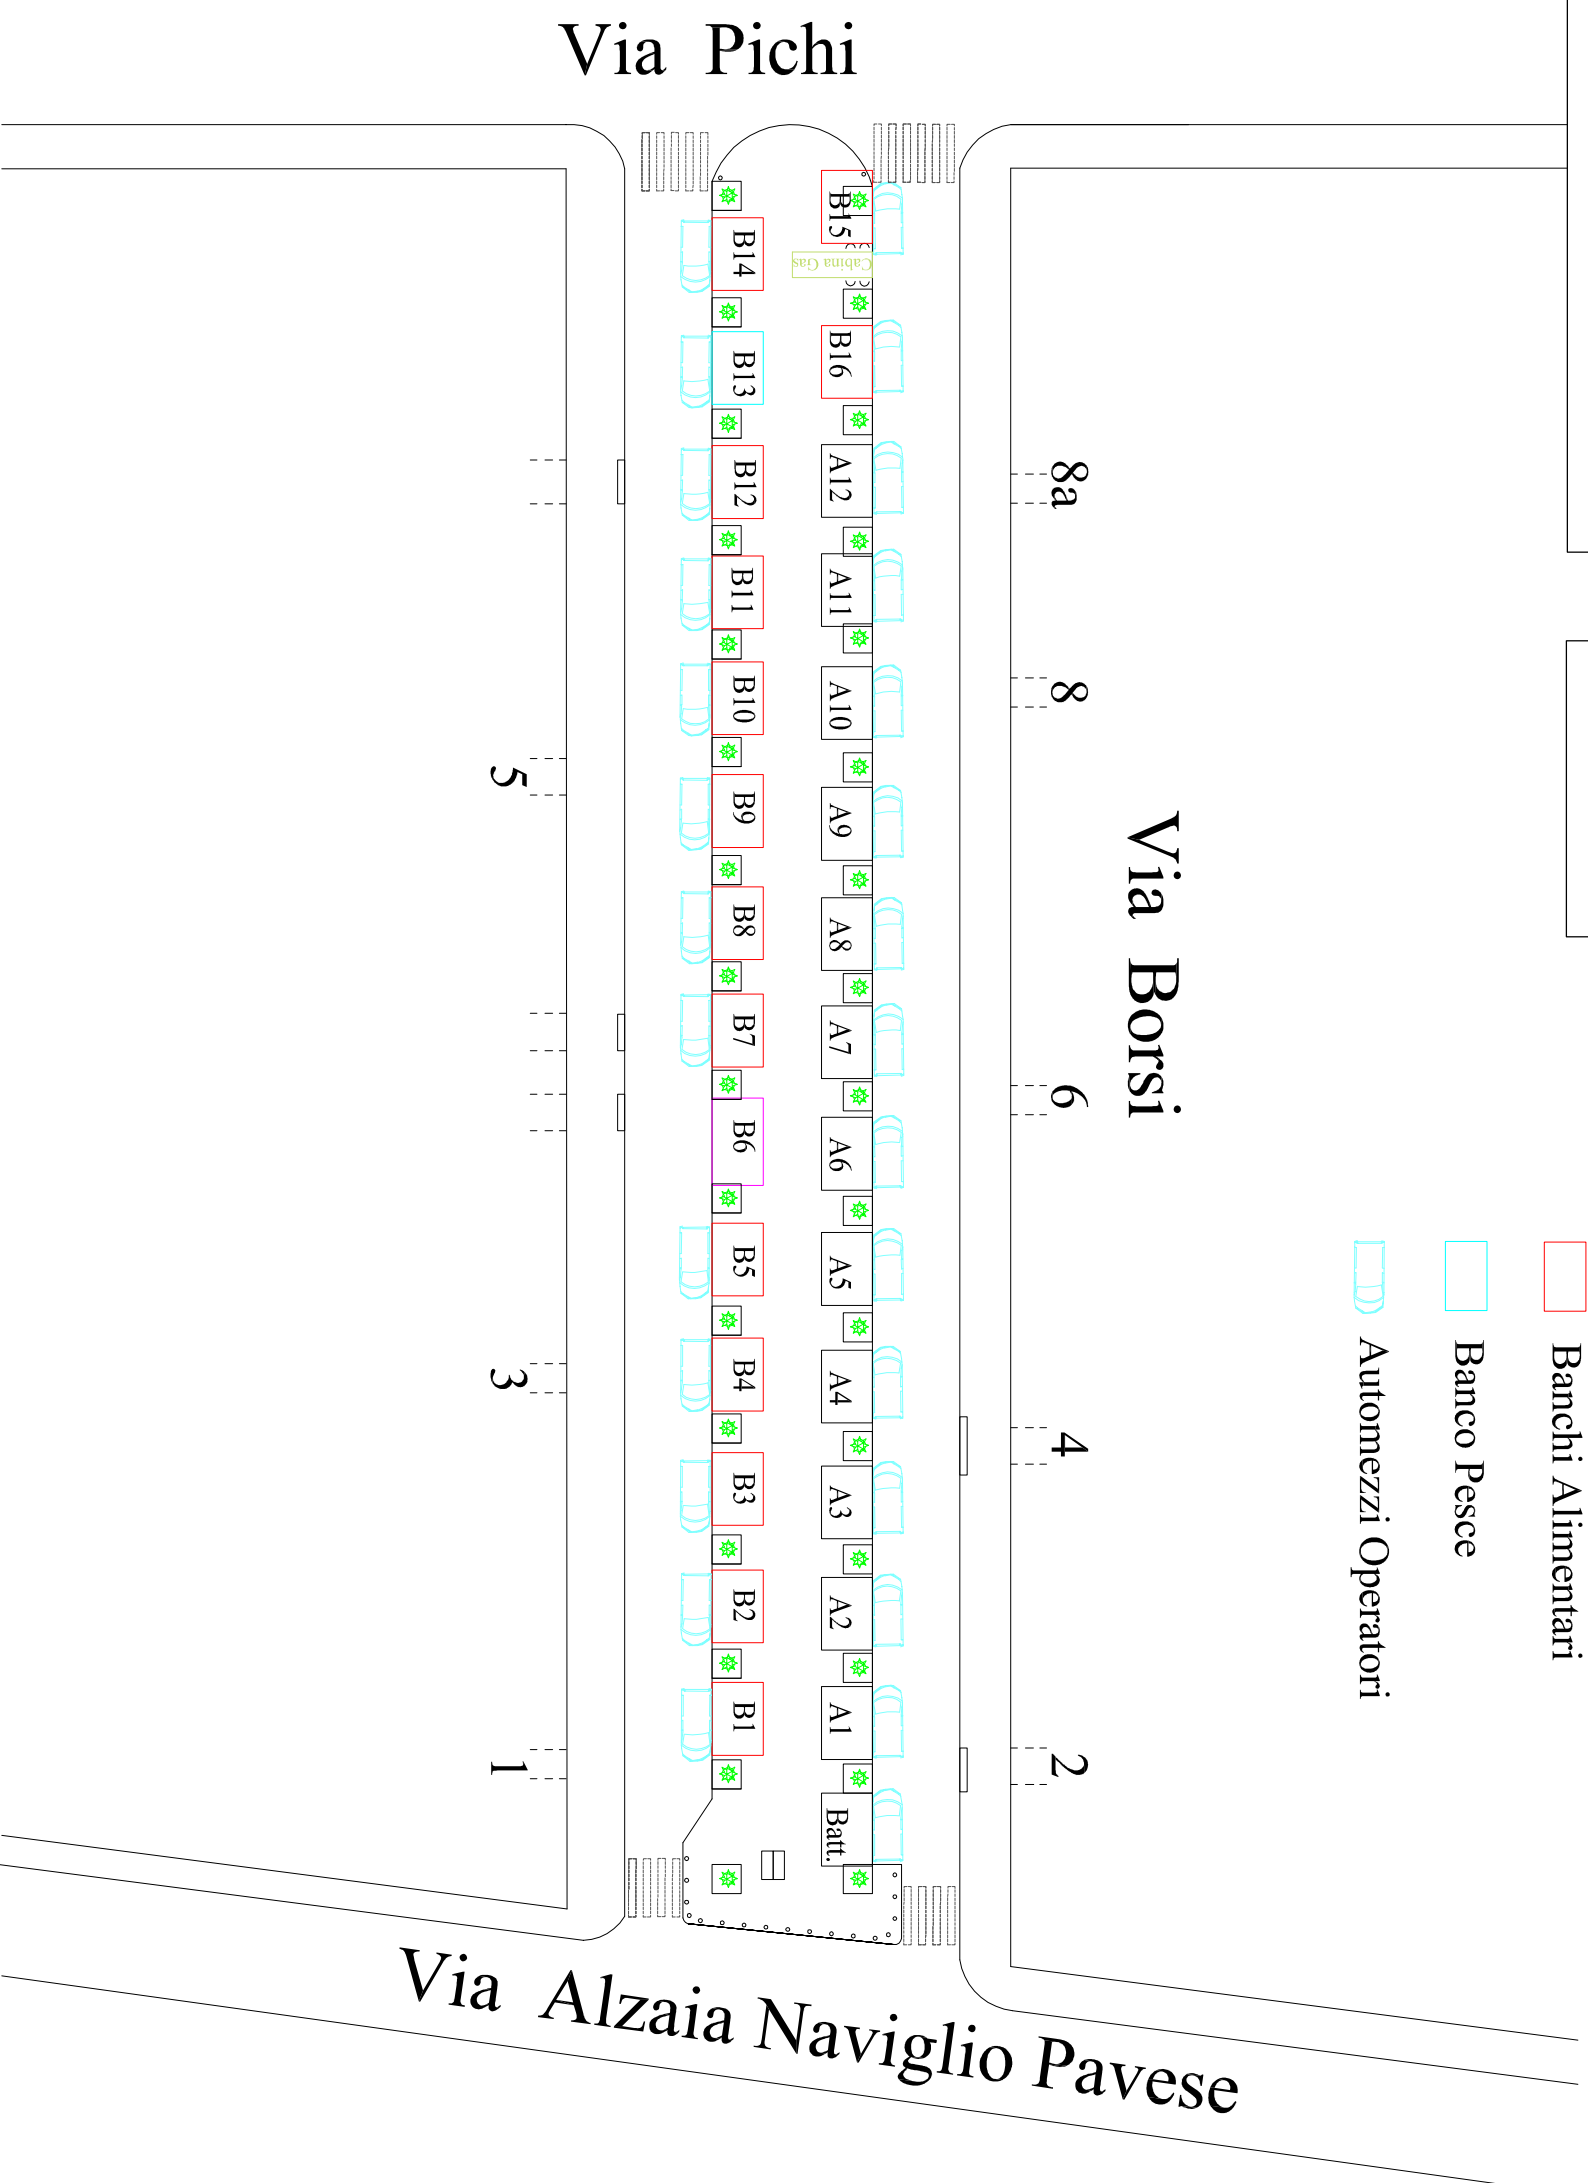 Via Pichi
B15
B14
Cabina Gas
B16
B13
A12
B12
8a
A11
B11
A10
B10
8
5
A9
B9
A8
B8
Via Borsi
A7
B7
6
A6
B6
A5
B5
A4
B4
3
4
A3
B3
A2
B2
A1
B1
1
2
Batt.
Banchi Alimentari
Banco Pesce
Automezzi Operatori
Via Alzaia Naviglio Pavese